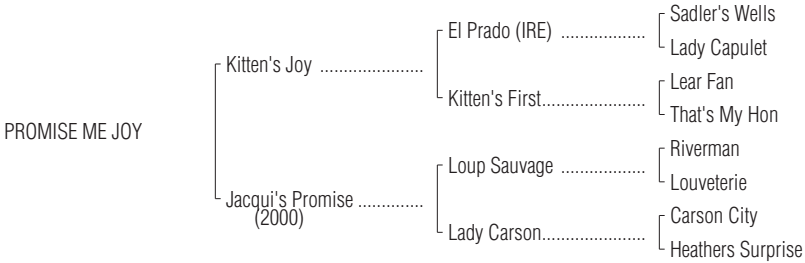 Sadler's Wells
El Prado (IRE) ..................
Lady Capulet
Kitten's Joy ......................
Lear Fan
Kitten's First......................
That's My Hon
PROMISE ME JOY
Riverman
Loup Sauvage ..................
Louveterie
Jacqui's Promise ..............
(2000)
Carson City
Lady Carson......................
Heathers Surprise